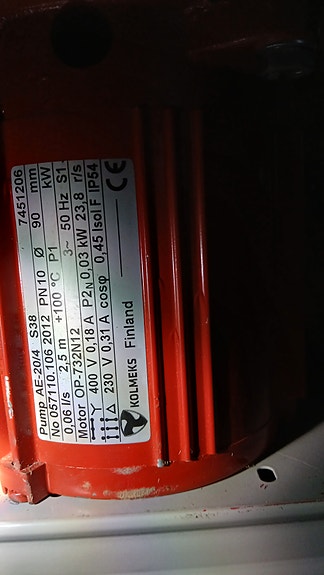 Pump AE-20/4 S38 7451206
No 057110.106 2012 PN10 Ø 90 mm
0,06 l/s 2,5 m +100 °C P1 kW
Motor OP-732N12 3~ 50 Hz S1
400 V 0,18 A P2N 0,03 kW 23,8 r/s
230 V 0,31 A cosφ 0,45 Isol F IP54
KOLMEKS Finland CE